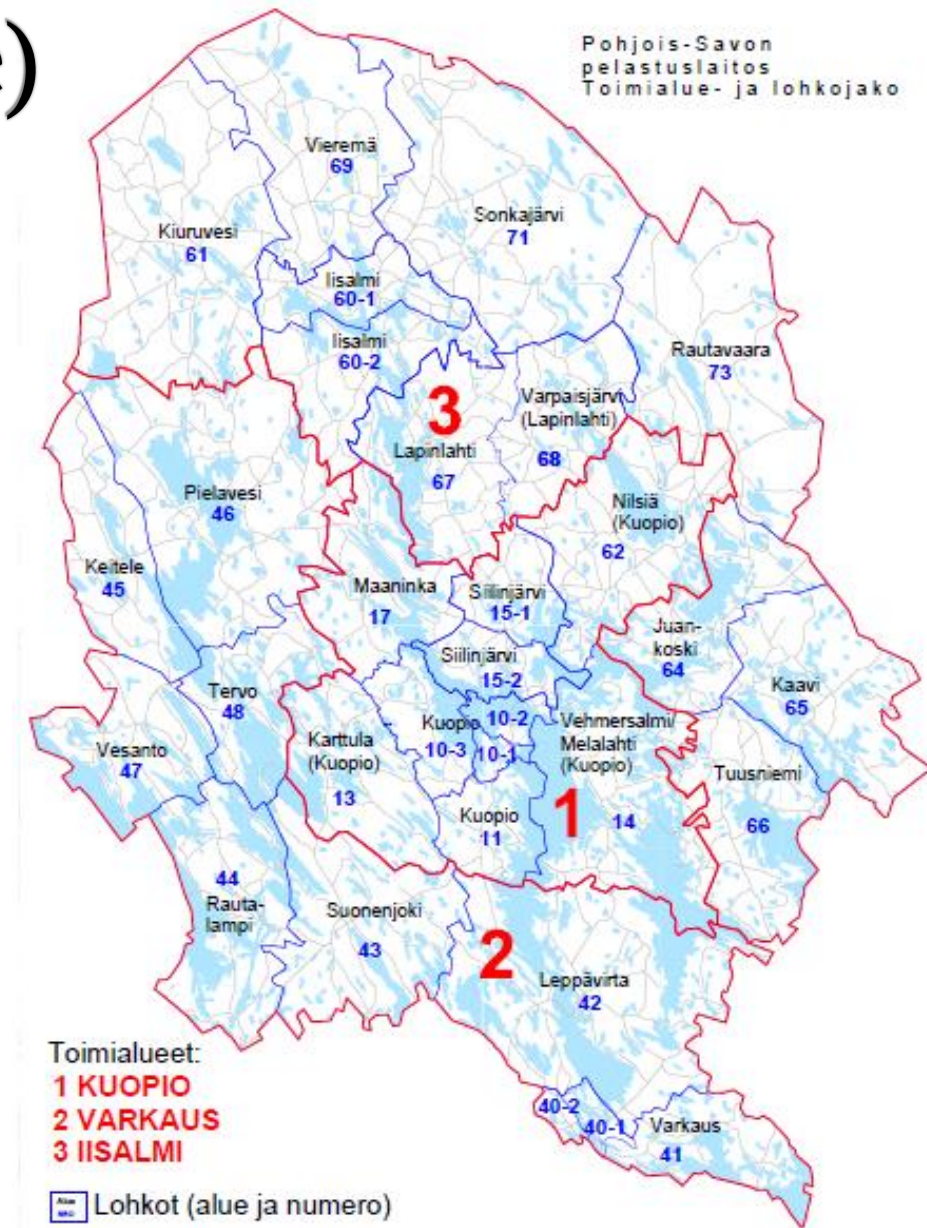 Pohjois-Savon
pelastuslaitos
Toimialue- ja lohkojako
Vieremä
69
Sonkajärvi
71
Kiuruvesi
61
Iisalmi
60-1
Iisalmi
60-2
Rautavaara
73
3
Varpaisjärvi
(Lapinlahti)
68
Lapinlahti
67
Pielavesi
46
Nilsiä
(Kuopio)
62
Keitele
45
Maaninka
17
Siilinjärvi
15-1
Juan-
koski
64
Siilinjärvi
15-2
Kaavi
65
Tervo
48
Vesanto
47
Karttula
(Kuopio)
13
Kuopio
10-3
10-2
10-1
Vehmersalmi/
Melalahti
(Kuopio)
14
Tuusniemi
66
1
Kuopio
11
44
Rauta-
lampi
Suonenjoki
43
2
Leppävirta
42
40-2
40-1
Varkaus
41
Toimialueet:
1 KUOPIO
2 VARKAUS
3 IISALMI
Lohkot (alue ja numero)